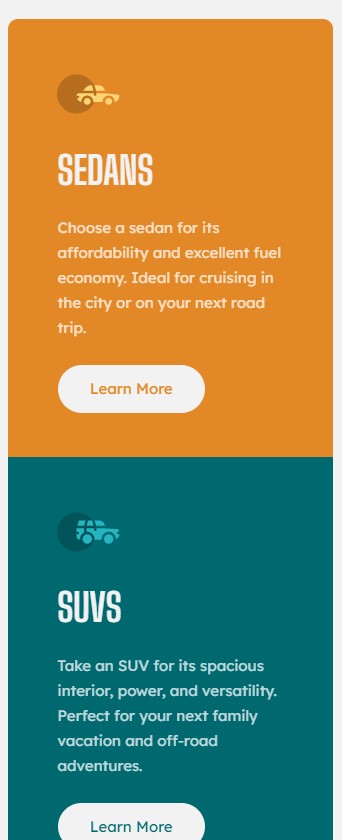 SEDANS
Choose a sedan for its
affordability and excellent fuel
economy. Ideal for cruising in
the city or on your next road
trip.
Learn More
SUVS
Take an SUV for its spacious
interior, power, and versatility.
Perfect for your next family
vacation and off-road
adventures.
Learn More